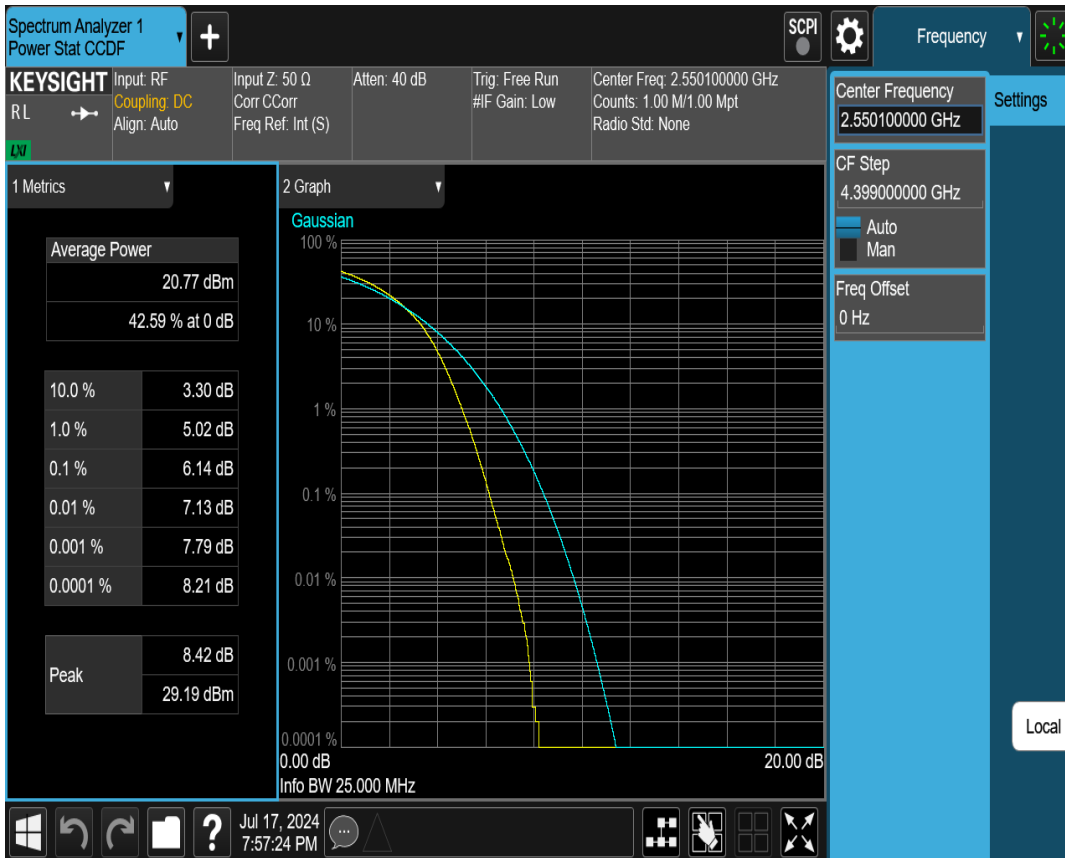 Spectrum Analyzer 1
Power Stat CCDF
+
SCPI
Frequency
KEYSIGHT
RL
LXI
Input: RF
Coupling: DC
Align: Auto
Input Z: 50 Ω
Corr CCorr
Freq Ref: Int (S)
Atten: 40 dB
Trig: Free Run
#IF Gain: Low
Center Freq: 2.550100000 GHz
Counts: 1.00 M/1.00 Mpt
Radio Std: None
Center Frequency
2.550100000 GHz
Settings
CF Step
4.399000000 GHz
Auto
Man
Freq Offset
0 Hz
Local
1 Metrics
Average Power
20.77 dBm
42.59 % at 0 dB
10.0 % 3.30 dB
1.0 % 5.02 dB
0.1 % 6.14 dB
0.01 % 7.13 dB
0.001 % 7.79 dB
0.0001 % 8.21 dB
Peak
8.42 dB
29.19 dBm
2 Graph
Gaussian
100 %
10 %
1 %
0.1 %
0.01 %
0.001 %
0.0001 %
0.00 dB 20.00 dB
Info BW 25.000 MHz
?
Jul 17, 2024
7:57:24 PM